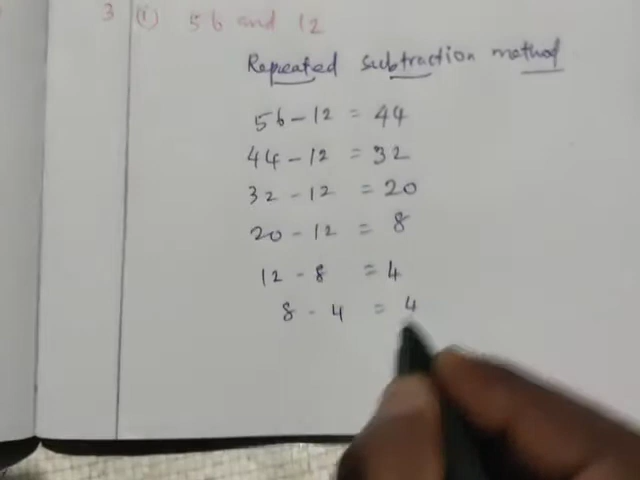 3 (i) 56 and 12
Repeated subtraction method
56 - 12 = 44
44 - 12 = 32
32 - 12 = 20
20 - 12 = 8
12 - 8 = 4
8 - 4 = 4